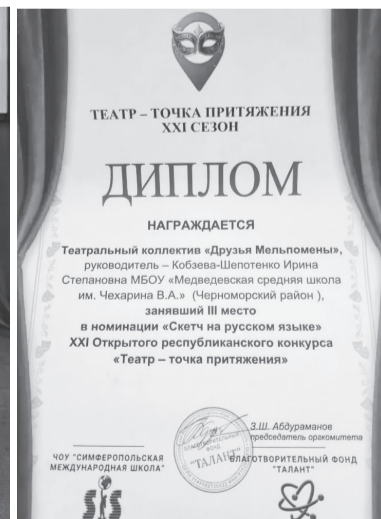 ТЕАТР – ТОЧКА ПРИТЯЖЕНИЯ
XXI СЕЗОН
ДИПЛОМ
НАГРАЖДАЕТСЯ
Театральный коллектив «Друзья Мельпомены»,
руководитель – Кобзева-Шепотенко Ирина
Степановна МБОУ «Медведевская средняя школа
им. Чехарина В.А.» (Черноморский район ),
занявший III место
в номинации «Скетч на русском языке»
XXI Открытого республиканского конкурса
«Театр – точка притяжения»
З.Ш. Абдураманов
председатель оргкомитета
БЛАГОТВОРИТЕЛЬНЫЙ
ФОНД
"ТАЛАНТ"
ЧОУ "СИМФЕРОПОЛЬСКАЯ
МЕЖДУНАРОДНАЯ ШКОЛА"
БЛАГОТВОРИТЕЛЬНЫЙ ФОНД
"ТАЛАНТ"
SIS